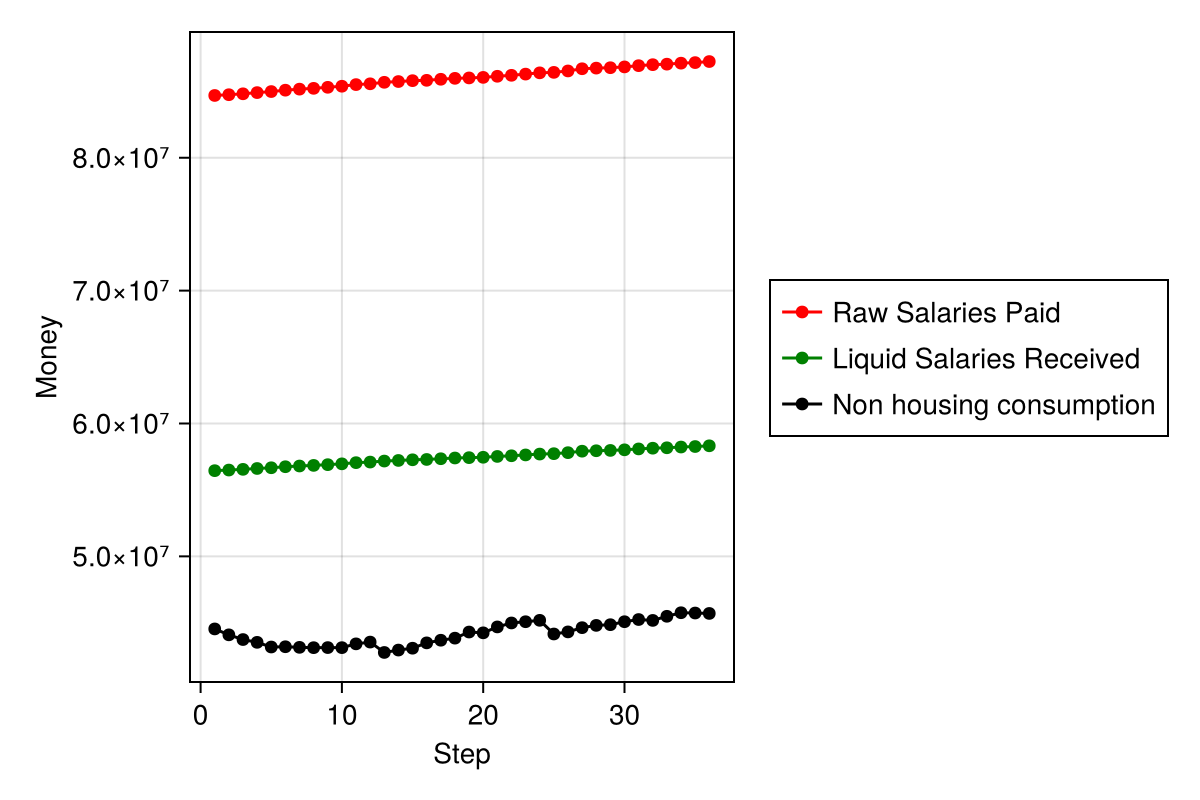 8.0×10⁷
7.0×10⁷
6.0×10⁷
5.0×10⁷
Money
0 10 20 30
Step
Raw Salaries Paid
Liquid Salaries Received
Non housing consumption